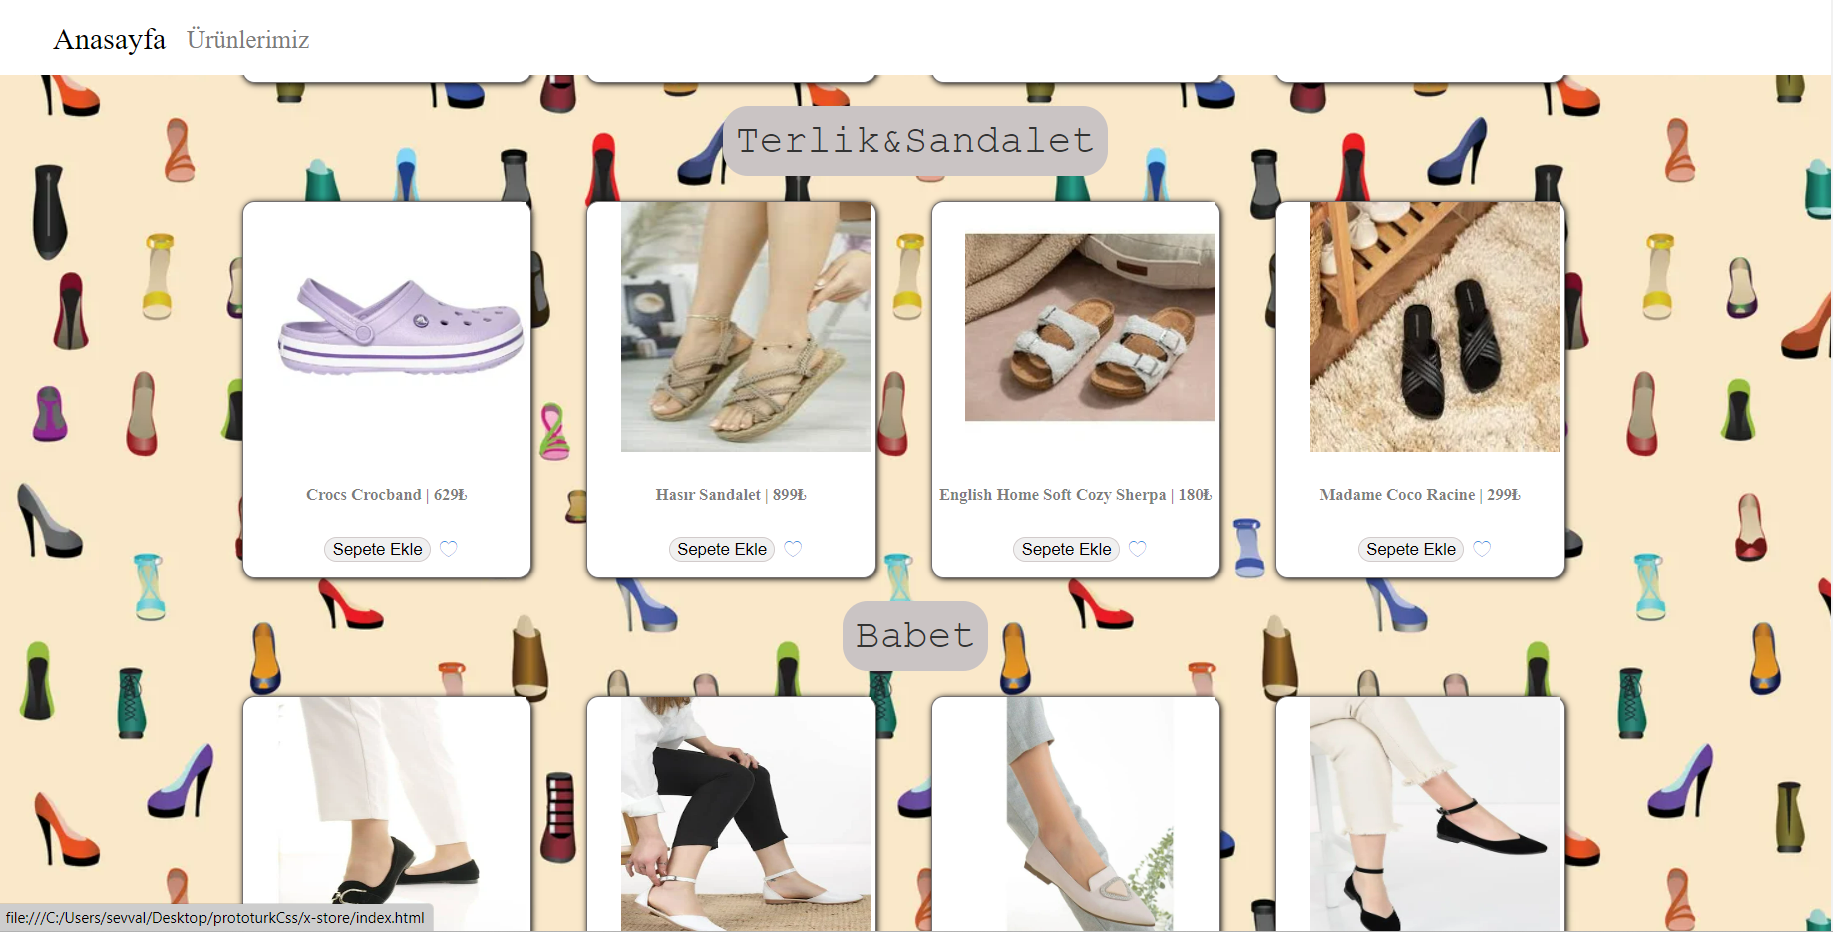 Anasayfa Ürünlerimiz
Terlik&Sandalet
Crocs Crocband | 629₺
Hasır Sandalet | 899₺
English Home Soft Cozy Sherpa | 180₺
Madame Coco Racine | 299₺
Sepete Ekle
Sepete Ekle
Sepete Ekle
Sepete Ekle
Babet
file:///C:/Users/sevval/Desktop/prototurkCss/x-store/index.html